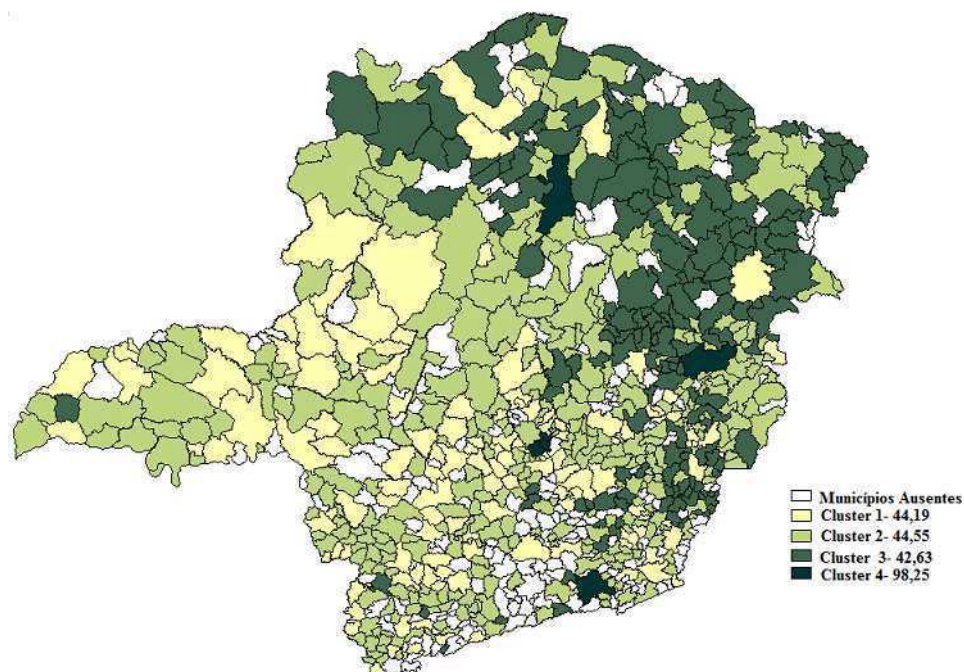 Municípios Ausentes
Cluster 1- 44,19
Cluster 2- 44,55
Cluster 3- 42,63
Cluster 4- 98,25